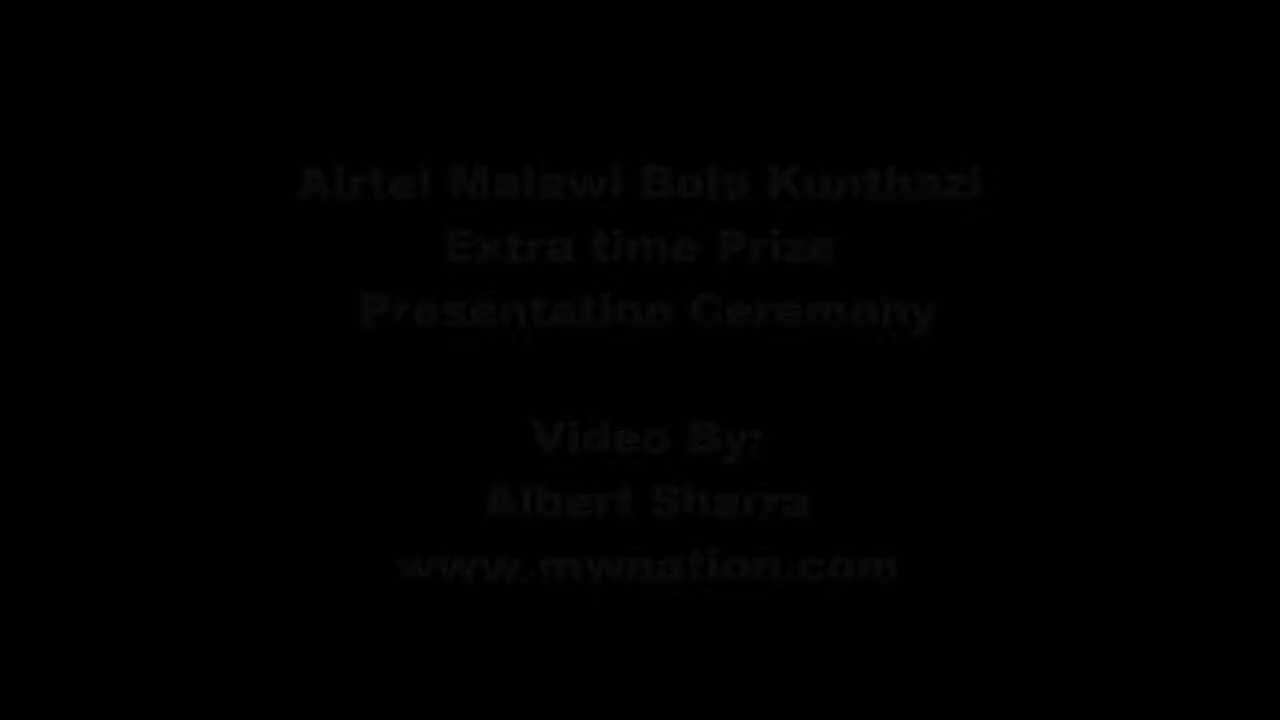 Airtel Malawi Bola Kunthazi
Extra time Prize
Presentation Ceremony
Video By:
Albert Sharra
www.mwnation.com